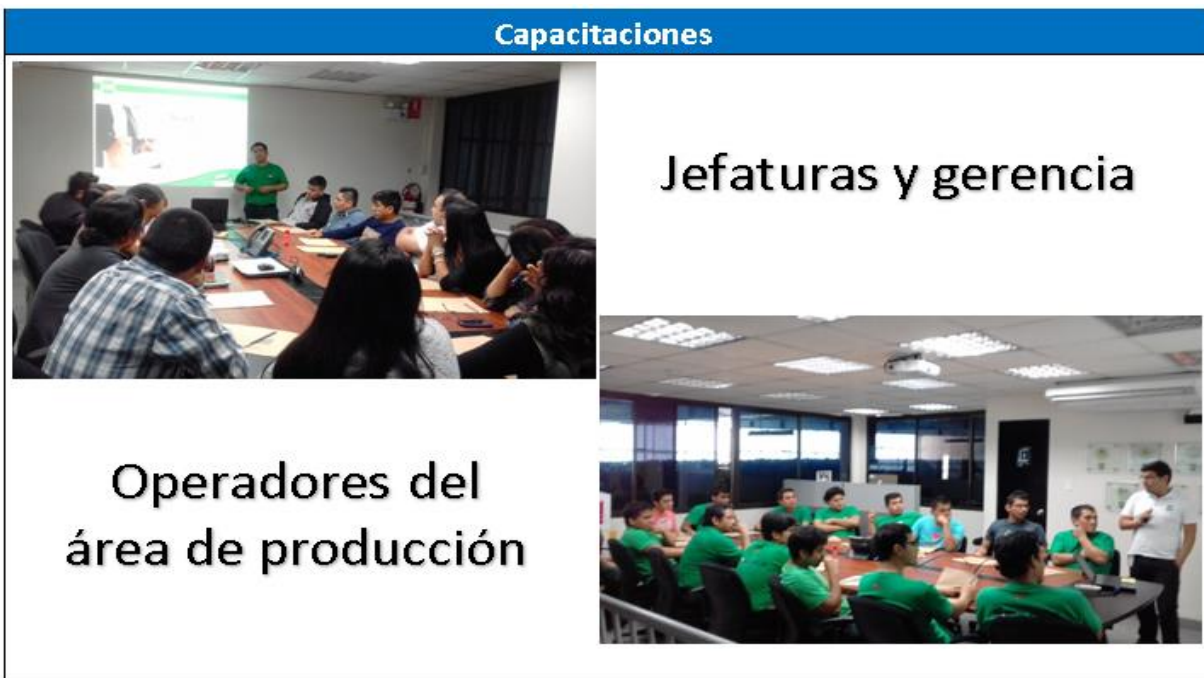 Capacitaciones
Jefaturas y gerencia
Operadores del
área de producción